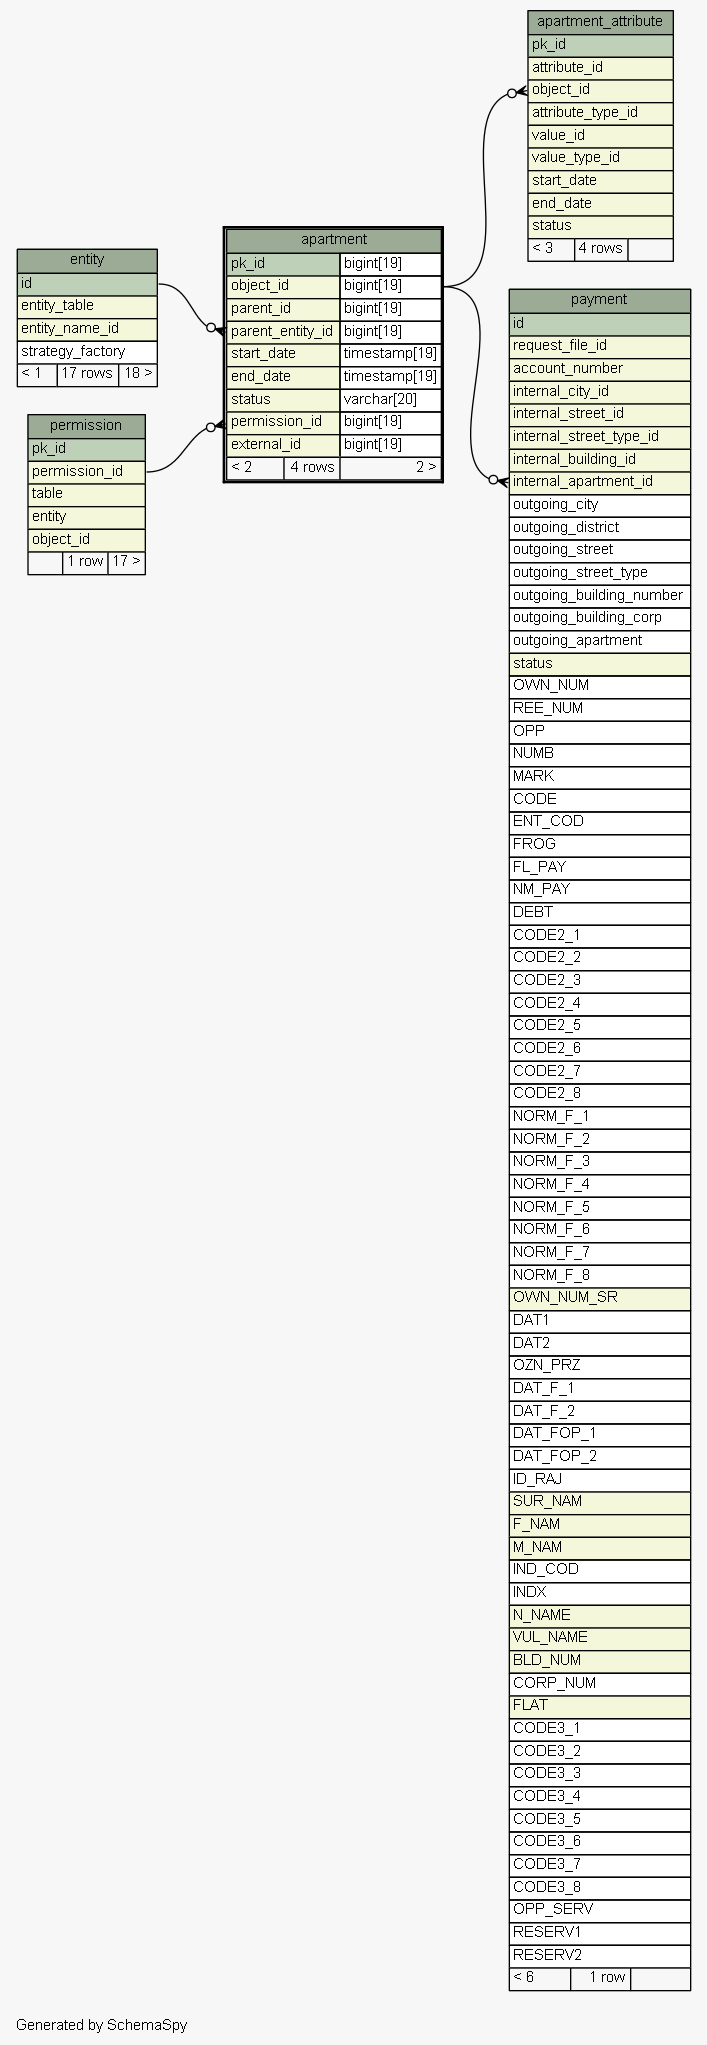 apartment_attribute
pk_id
attribute_id
object_id
attribute_type_id
value_id
value_type_id
start_date
end_date
status
< 3 4 rows
entity
id
entity_table
entity_name_id
strategy_factory
< 1 17 rows 18 >
permission
pk_id
permission_id
table
entity
object_id
1 row 17 >
apartment
pk_id bigint[19]
object_id bigint[19]
parent_id bigint[19]
parent_entity_id bigint[19]
start_date timestamp[19]
end_date timestamp[19]
status varchar[20]
permission_id bigint[19]
external_id bigint[19]
< 2 4 rows 2 >
payment
id
request_file_id
account_number
internal_city_id
internal_street_id
internal_street_type_id
internal_building_id
internal_apartment_id
outgoing_city
outgoing_district
outgoing_street
outgoing_street_type
outgoing_building_number
outgoing_building_corp
outgoing_apartment
status
OWN_NUM
REE_NUM
OPP
NUMB
MARK
CODE
ENT_COD
FROG
FL_PAY
NM_PAY
DEBT
CODE2_1
CODE2_2
CODE2_3
CODE2_4
CODE2_5
CODE2_6
CODE2_7
CODE2_8
NORM_F_1
NORM_F_2
NORM_F_3
NORM_F_4
NORM_F_5
NORM_F_6
NORM_F_7
NORM_F_8
OWN_NUM_SR
DAT1
DAT2
OZN_PRZ
DAT_F_1
DAT_F_2
DAT_FOP_1
DAT_FOP_2
ID_RAJ
SUR_NAM
F_NAM
M_NAM
IND_COD
INDX
N_NAME
VUL_NAME
BLD_NUM
CORP_NUM
FLAT
CODE3_1
CODE3_2
CODE3_3
CODE3_4
CODE3_5
CODE3_6
CODE3_7
CODE3_8
OPP_SERV
RESERV1
RESERV2
< 6 1 row
Generated by SchemaSpy